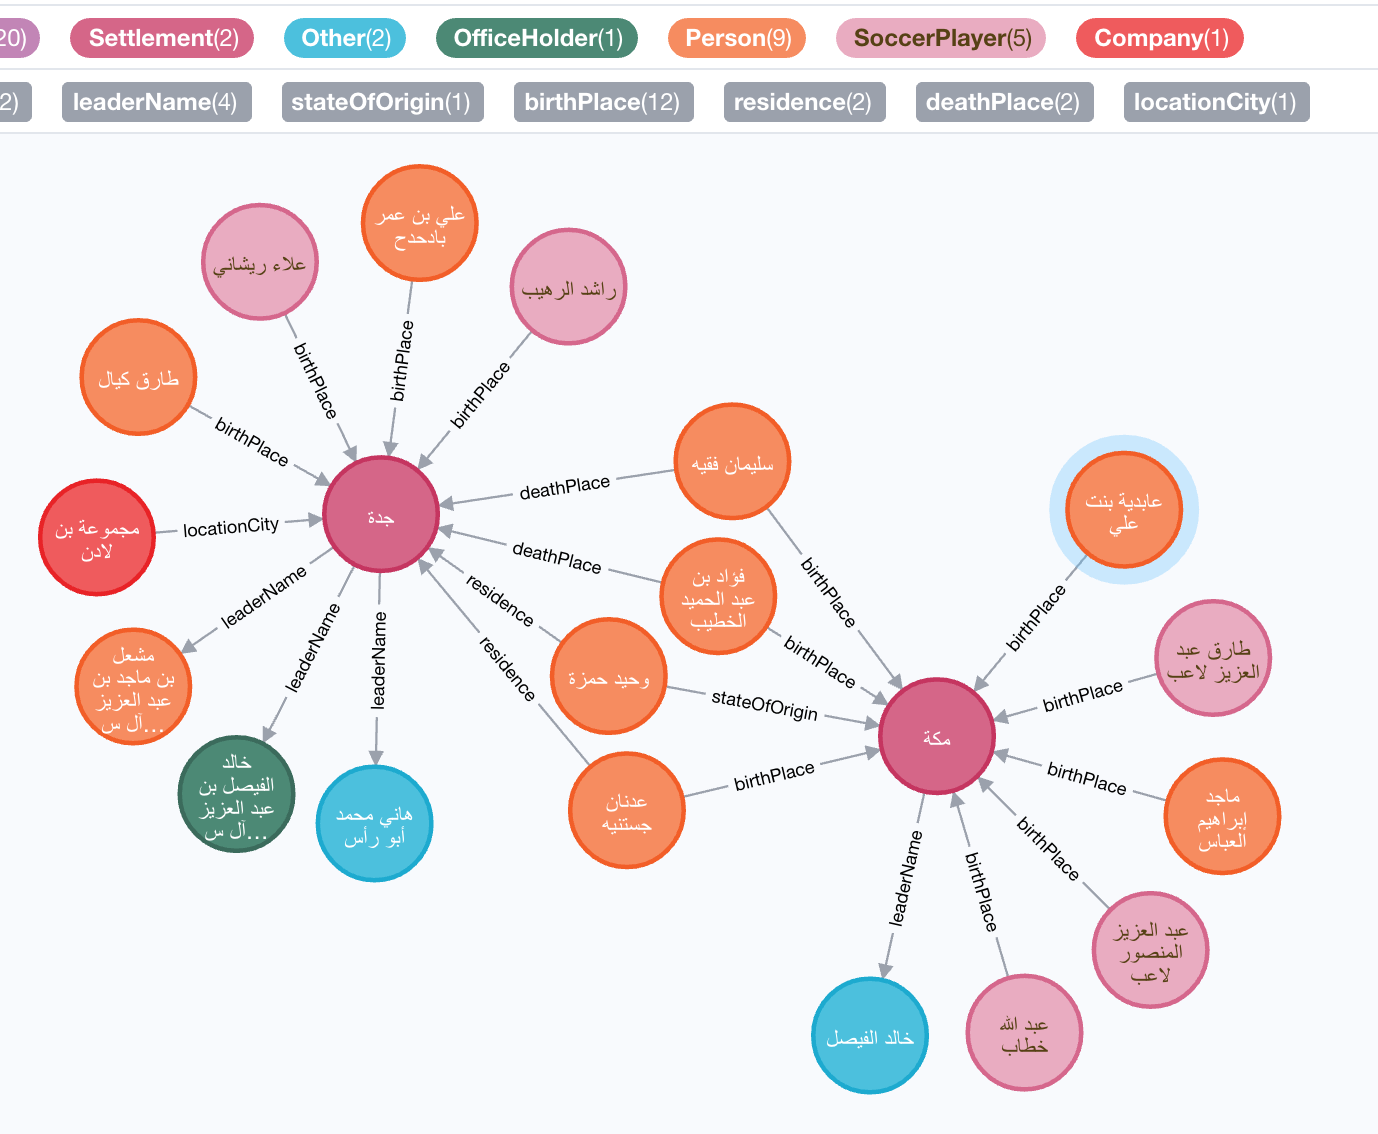 20)
Settlement(2)
Other(2)
OfficeHolder(1)
Person(9)
SoccerPlayer(5)
Company(1)
2)
leaderName(4)
stateOfOrigin(1)
birthPlace(12)
residence(2)
deathPlace(2)
locationCity(1)
علي بن عمر
بادحدح
علاء ريشاني
راشد الرهيب
طارق كيال
birthPlace
birthPlace
birthPlace
birthPlace
سليمان فقيه
deathPlace
جدة
مجموعة بن
لادن
locationCity
عابدية بنت
علي
deathPlace
فؤاد بن
عبد الحميد
الخطيب
birthPlace
birthPlace
leaderName
leaderName
leaderName
residence
residence
وحيد حمزة
birthPlace
stateOfOrigin
طارق عبد
العزيز لاعب
birthPlace
مشعل
بن ماجد بن
عبد العزيز
آل س...
خالد
الفيصل بن
عبد العزيز
آل س...
هاني محمد
أبو رأس
عدنان
جستنيه
birthPlace
مكة
birthPlace
ماجد
إبراهيم
العباس
leaderName
birthPlace
birthPlace
عبد العزيز
المنصور
لاعب
خالد الفيصل
عبد الله
خطاب